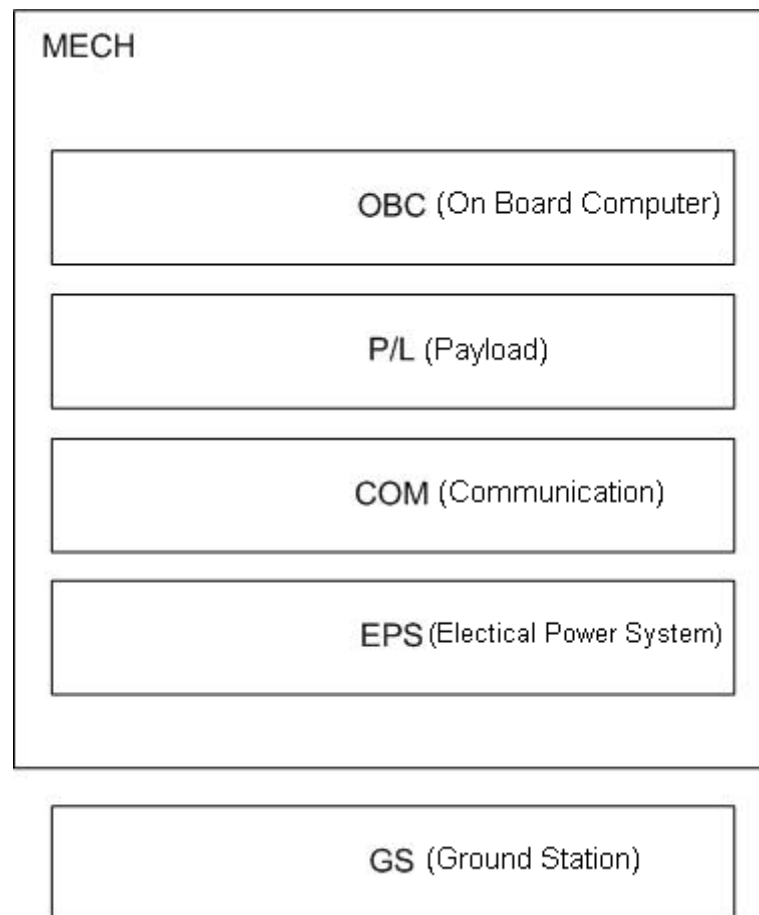 MECH
OBC (On Board Computer)
P/L (Payload)
COM (Communication)
EPS (Electical Power System)
GS (Ground Station)